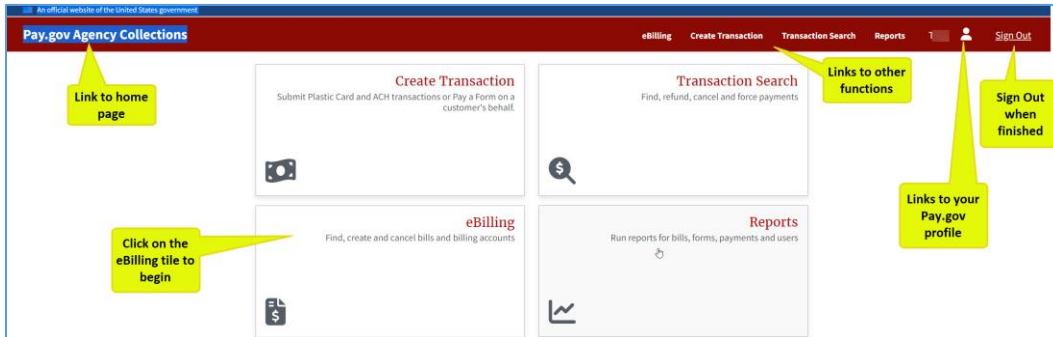 An official website of the United States government
Pay.gov Agency Collections
eBilling Create Transaction Transaction Search Reports Sign Out
Link to home
page
Links to other
functions
Sign Out
when
finished
Create Transaction
Submit Plastic Card and ACH transactions or Pay a Form on a
customer's behalf.
Transaction Search
Find, refund, cancel and force payments
Links to your
Pay.gov
profile
eBilling
Find, create and cancel bills and billing accounts
Click on the
eBilling tile to
begin
Reports
Run reports for bills, forms, payments and users